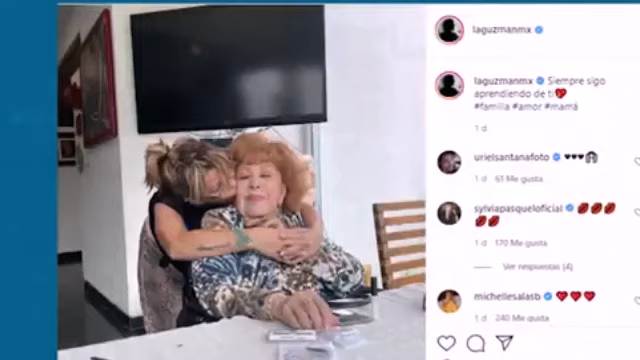 laguzmanmx
laguzmanmx Siempre sigo
aprendiendo de ti❤️
#familia #amor #mamá
1 d
urielsantanafoto ♥♥♥
1 d 61 Me gusta
sylviapasqueloficial 💋💋💋
💋💋
1 d 170 Me gusta
Ver respuestas (4)
michellesalasb ❤️❤️❤️
1 d 240 Me gusta